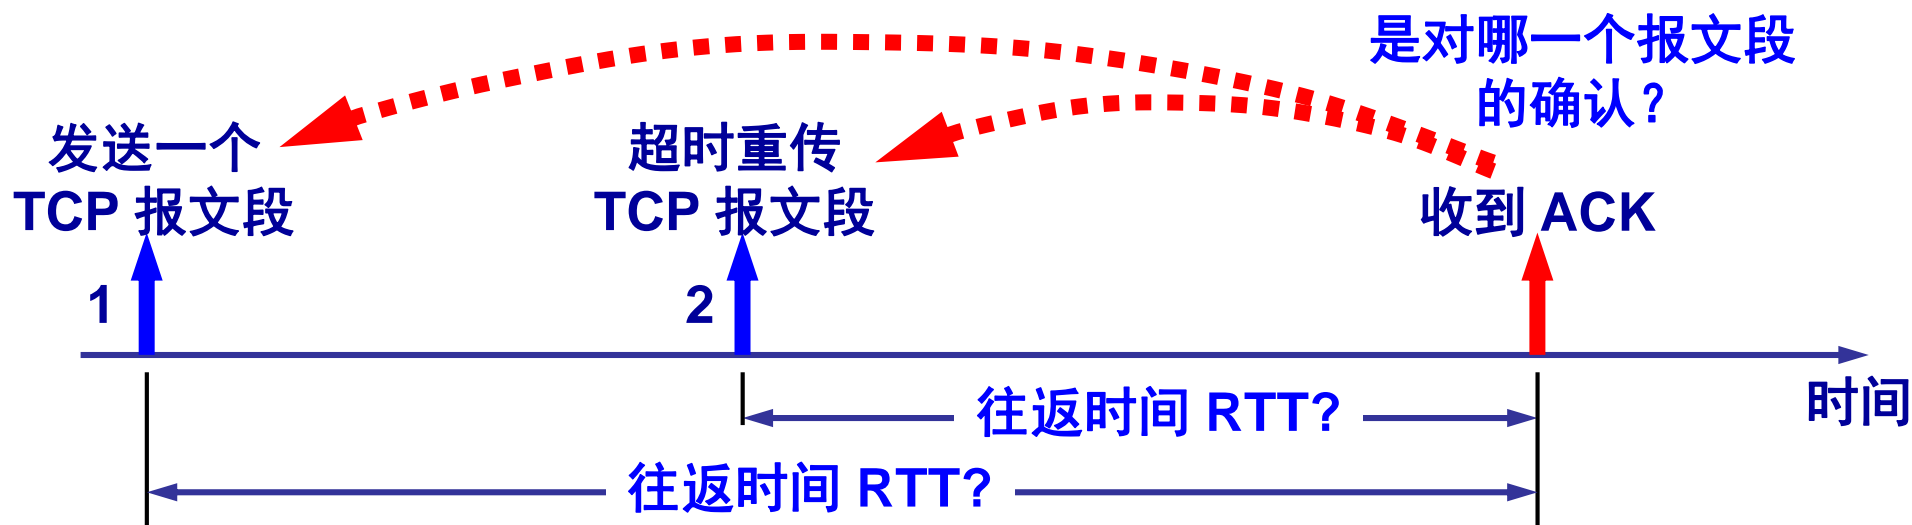 是对哪一个报文段
的确认？
发送一个
TCP 报文段
超时重传
TCP 报文段
收到 ACK
1
2
时间
往返时间 RTT?
往返时间 RTT?